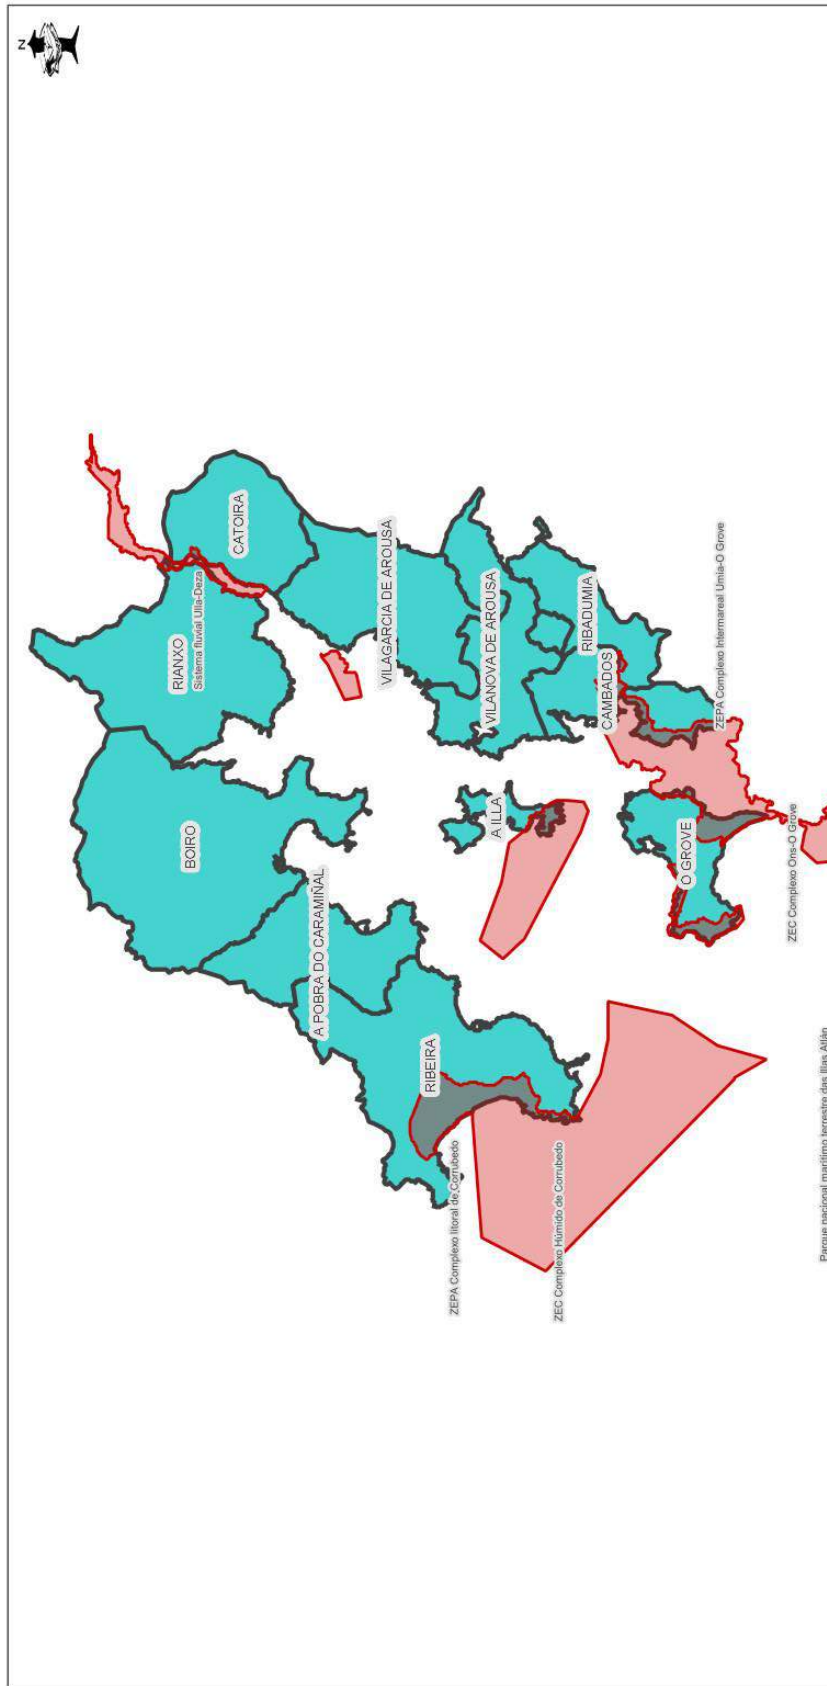 Z
RIANXO
Sistema fluvial Ulla-Deza
CATOIRA
BOIRO
A POBRA DO CARAMIÑAL
VILAGARCIA DE AROUSA
RIBEIRA
VILANOVA DE AROUSA
A ILLA
RIBADUMIA
CAMBADOS
ZEPA Complexo litoral de Corrubedo
ZEC Complexo Húmido de Corrubedo
O GROVE
ZEPA Complexo Intermareal Umia-O Grove
ZEC Complexo Ons-O Grove
Parque nacional marítimo terrestre das Illas Atlán